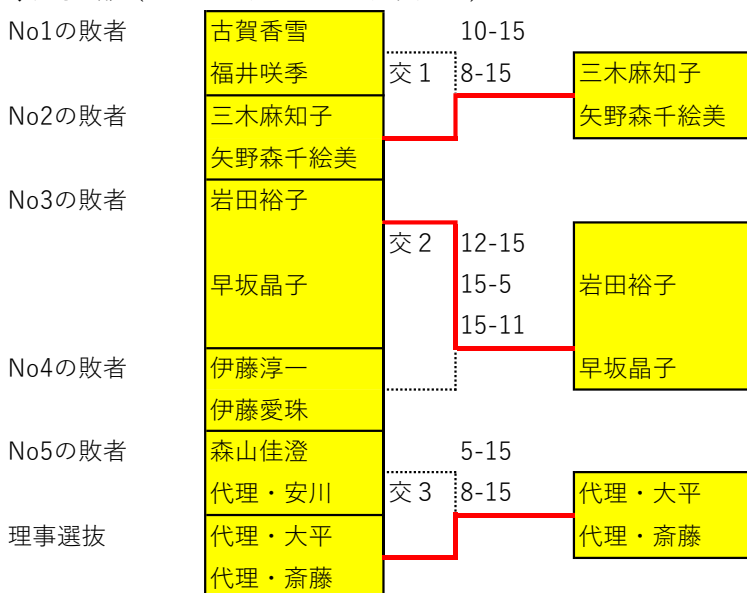 No1の敗者 古賀香雪 10-15
福井咲季 交1 8-15 三木麻知子
No2の敗者 三木麻知子 矢野森千絵美
矢野森千絵美
No3の敗者 岩田裕子
交2 12-15
早坂晶子 15-5 岩田裕子
15-11
No4の敗者 伊藤淳一 早坂晶子
伊藤愛珠
No5の敗者 森山佳澄 5-15
代理・安川 交3 8-15 代理・大平
理事選抜 代理・大平 代理・斎藤
代理・斎藤